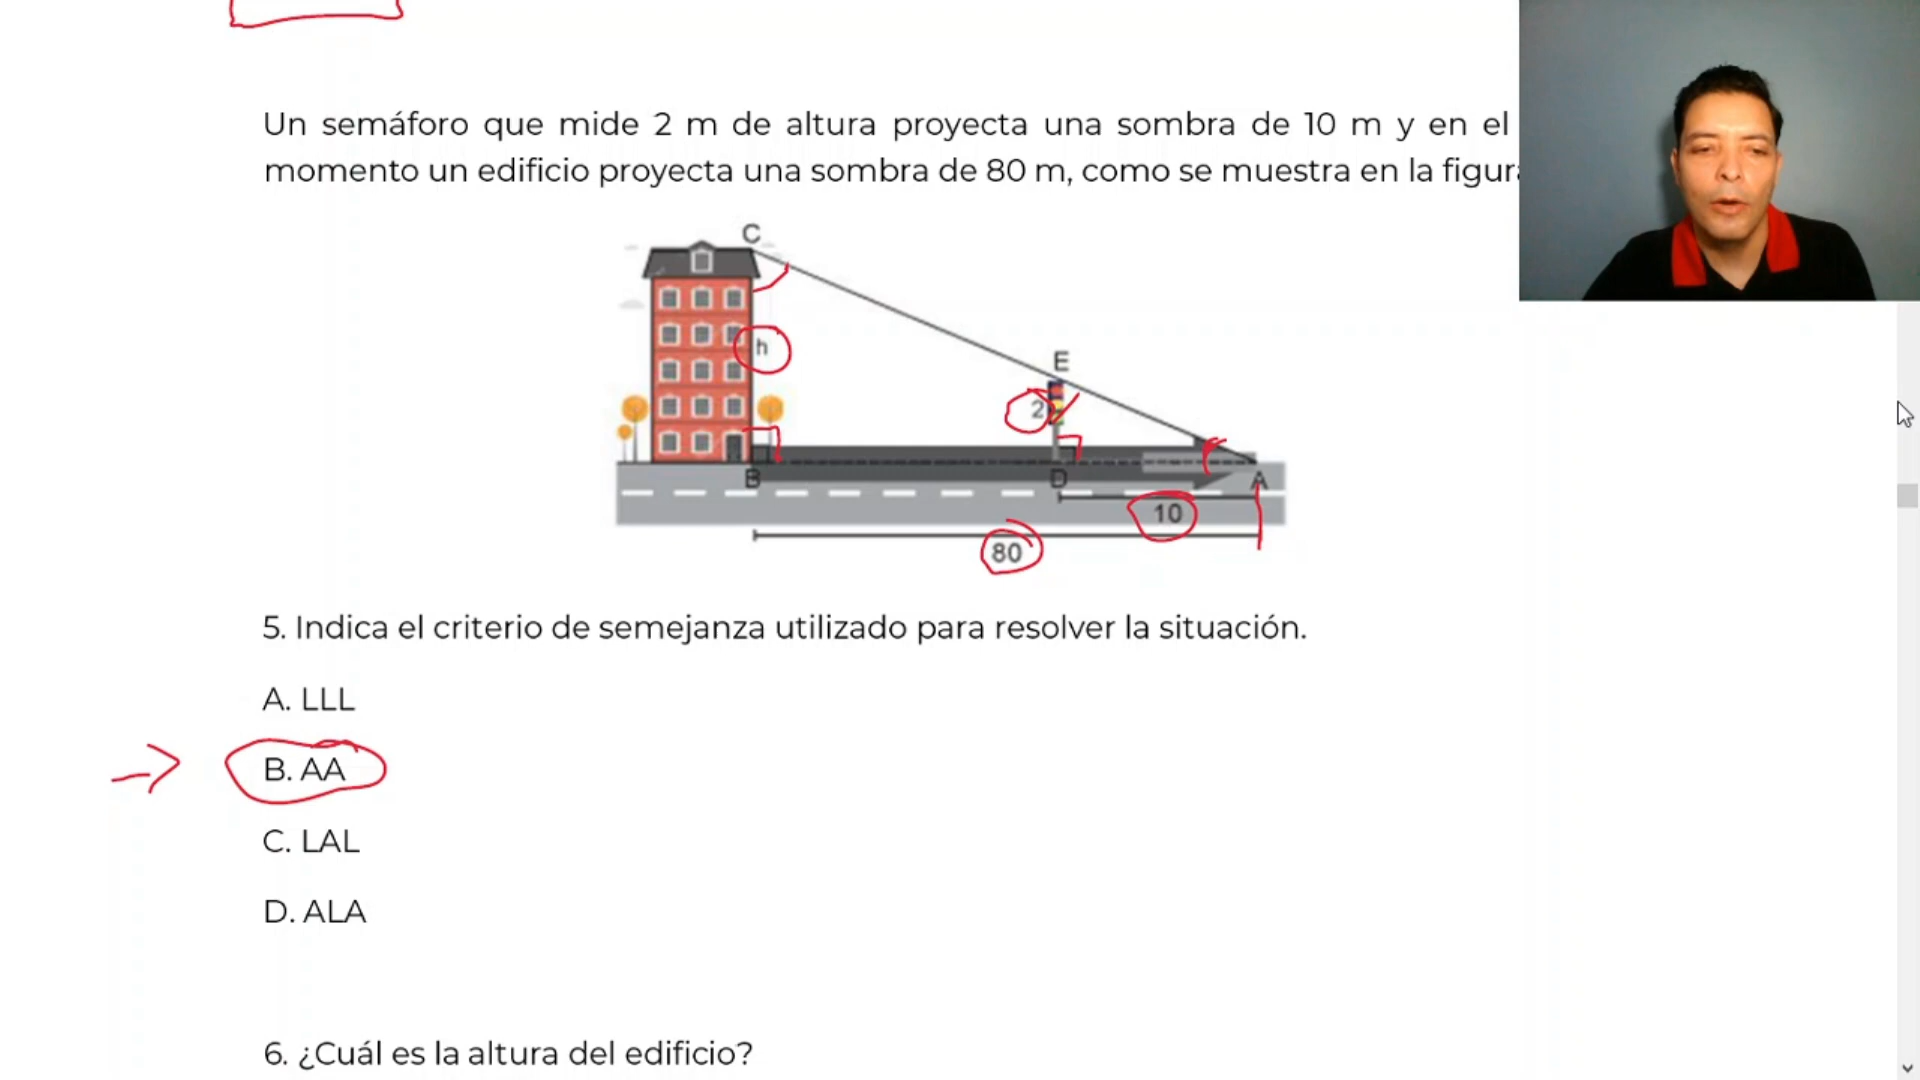 Un semáforo que mide 2 m de altura proyecta una sombra de 10 m y en el
momento un edificio proyecta una sombra de 80 m, como se muestra en la
C
h
E
2
B
D
A
10
80
5. Indica el criterio de semejanza utilizado para resolver la situación.
A. LLL
B. AA
C. LAL
D. ALA
6. ¿Cuál es la altura del edificio?